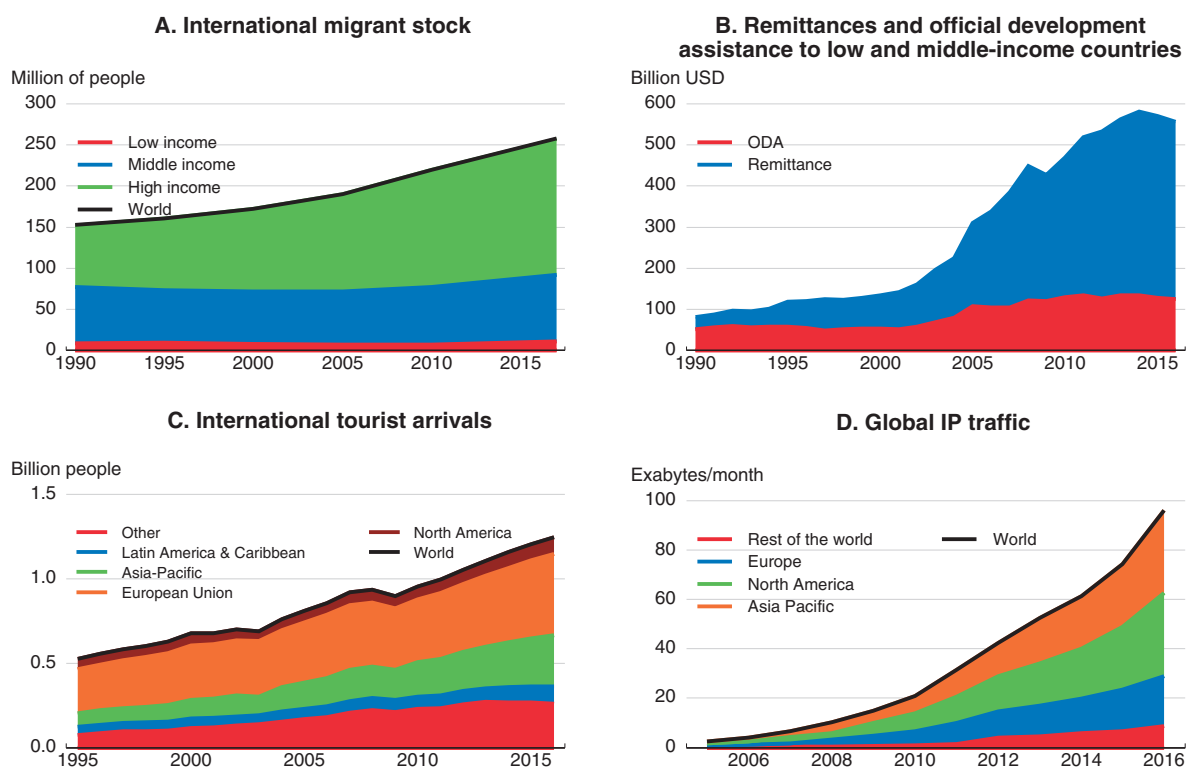 A. International migrant stock
Million of people
300
250
200
150
100
50
0
Low income
Middle income
High income
World
1990
1995
2000
2005
2010
2015
B. Remittances and official development
assistance to low and middle-income countries
Billion USD
600
500
400
300
200
100
0
ODA
Remittance
1990
1995
2000
2005
2010
2015
C. International tourist arrivals
Billion people
1.5
1.0
0.5
0.0
Other
Latin America & Caribbean
Asia-Pacific
European Union
North America
World
1995
2000
2005
2010
2015
D. Global IP traffic
Exabytes/month
100
80
60
40
20
0
Rest of the world
Europe
North America
Asia Pacific
World
2006
2008
2010
2012
2014
2016